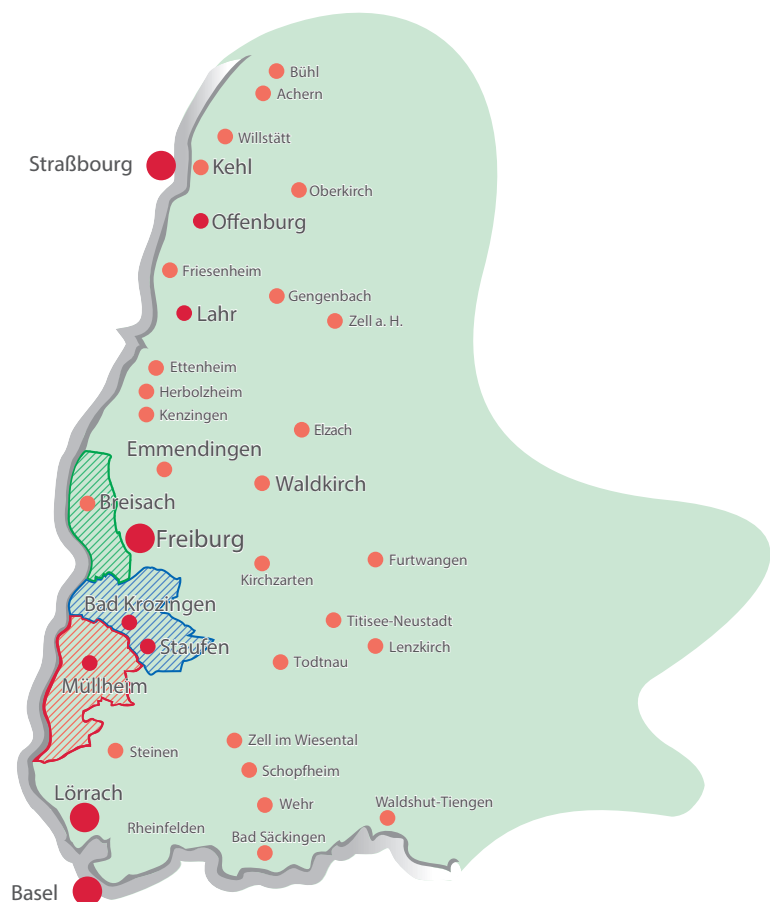 Bühl
Achern
Willstätt
Straßbourg
Kehl
Oberkirch
Offenburg
Friesenheim
Gengenbach
Lahr
Zell a. H.
Ettenheim
Herbolzheim
Kenzingen
Elzach
Emmendingen
Waldkirch
Breisach
Freiburg
Furtwangen
Kirchzarten
Bad Krozingen
Titisee-Neustadt
Staufen
Lenzkirch
Todtnau
Müllheim
Zell im Wiesental
Steinen
Schopfheim
Lörrach
Wehr
Waldshut-Tiengen
Rheinfelden
Bad Säckingen
Basel